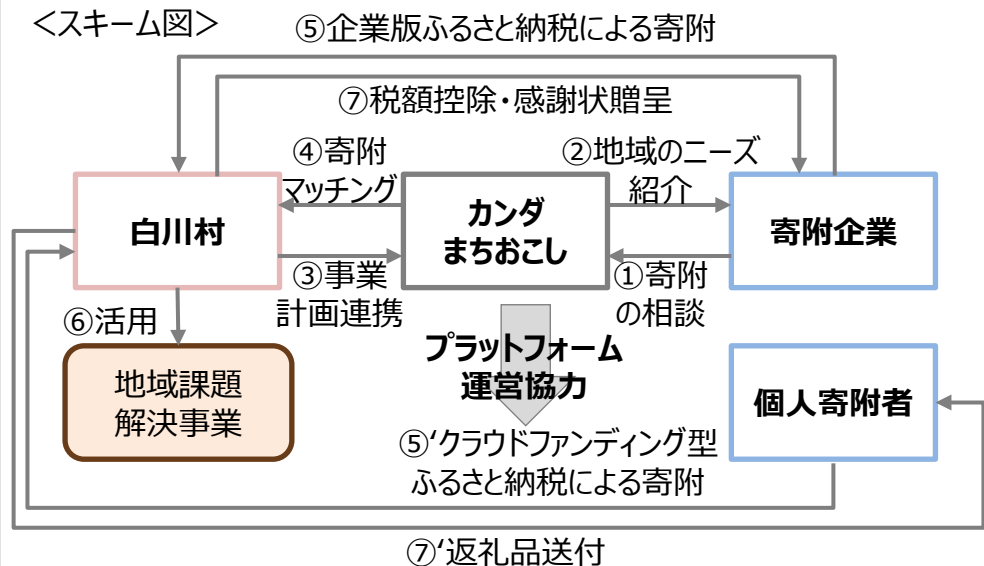 ＜スキーム図＞
⑤企業版ふるさと納税による寄附
⑦税額控除・感謝状贈呈
④寄附
マッチング
②地域のニーズ
紹介
白川村
カンダ
まちおこし
寄附企業
③事業
計画連携
①寄附
の相談
⑥活用
プラットフォーム
運営協力
地域課題
解決事業
個人寄附者
⑤‘クラウドファンディング型
ふるさと納税による寄附
⑦‘返礼品送付